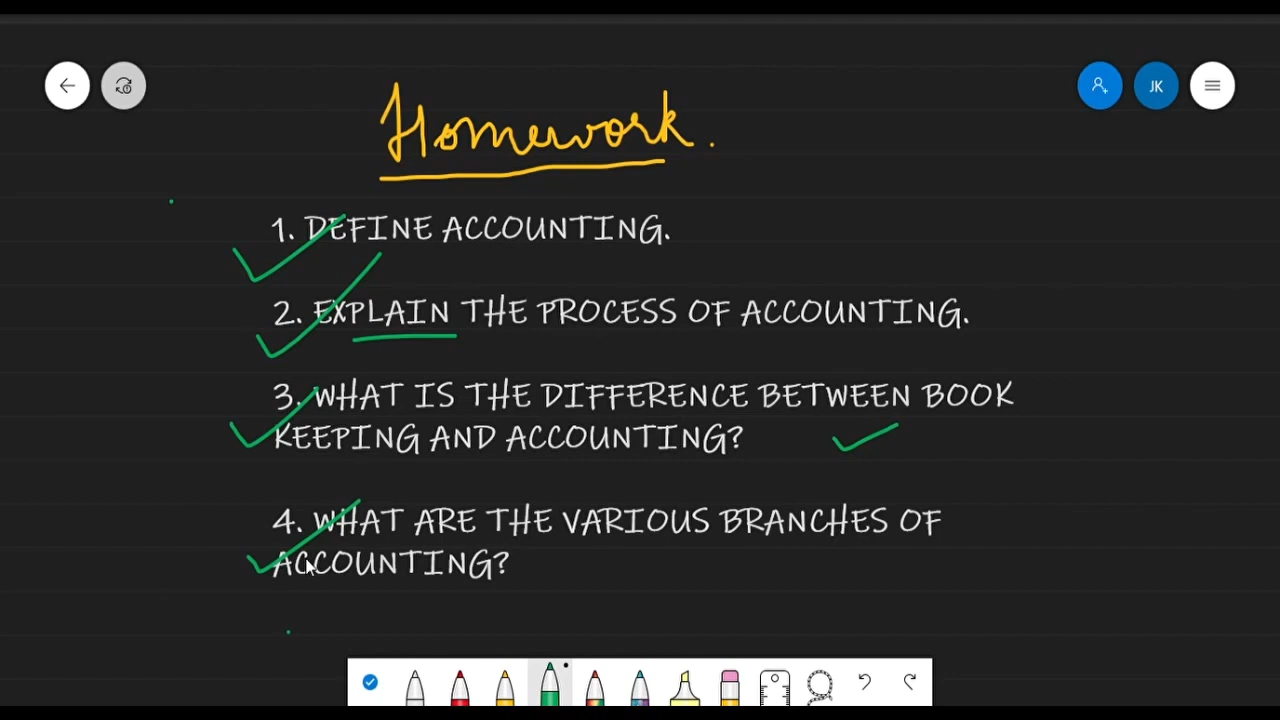 JK
Homework.
1. DEFINE ACCOUNTING.
2. EXPLAIN THE PROCESS OF ACCOUNTING.
3. WHAT IS THE DIFFERENCE BETWEEN BOOK
KEEPING AND ACCOUNTING?
4. WHAT ARE THE VARIOUS BRANCHES OF
ACCOUNTING?